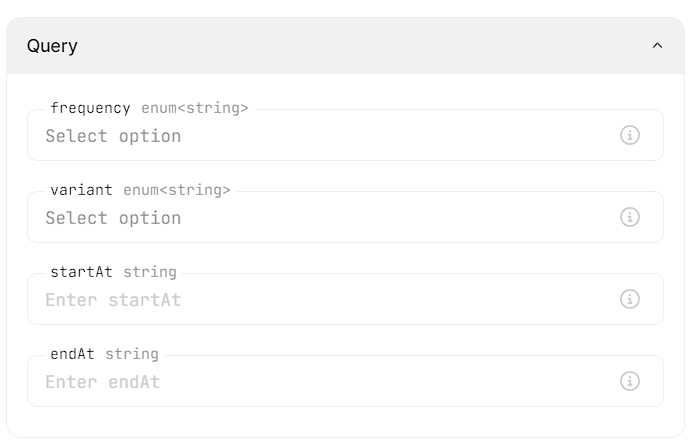 Query
frequency enum<string>
Select option
variant enum<string>
Select option
startAt string
Enter startAt
endAt string
Enter endAt